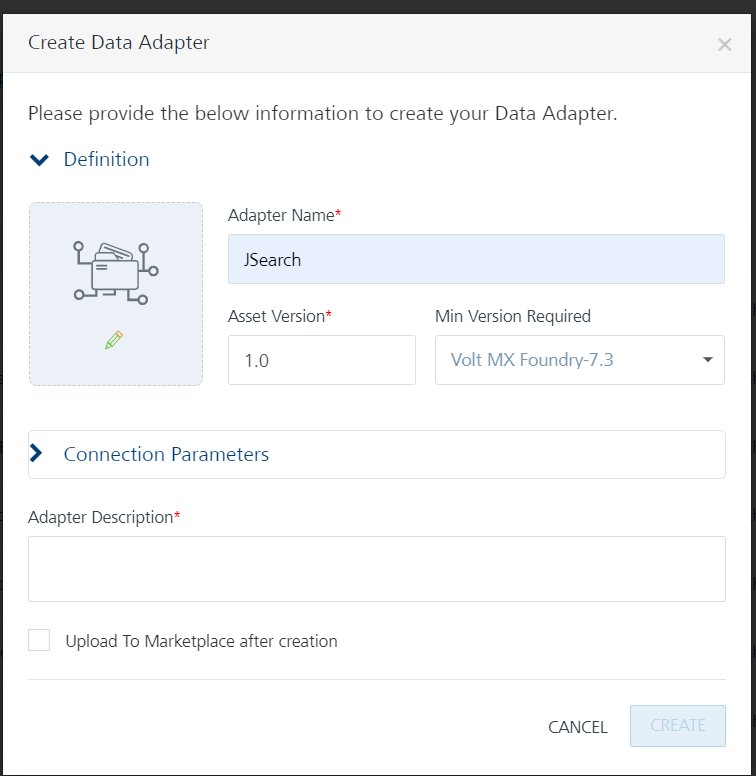 Create Data Adapter
Please provide the below information to create your Data Adapter.
Definition
Adapter Name*
JSearch
Asset Version*
Min Version Required
1.0
Volt MX Foundry-7.3
Connection Parameters
Adapter Description*
Upload To Marketplace after creation
CANCEL
CREATE